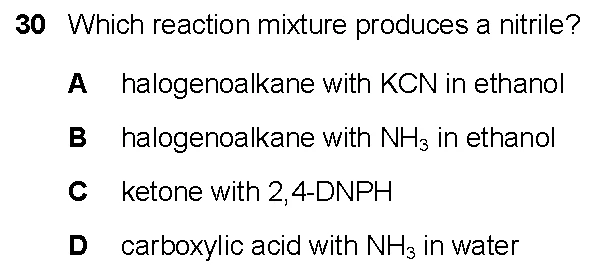 30 Which reaction mixture produces a nitrile?
A halogenoalkane with KCN in ethanol
B halogenoalkane with NH₃ in ethanol
C ketone with 2,4-DNPH
D carboxylic acid with NH₃ in water